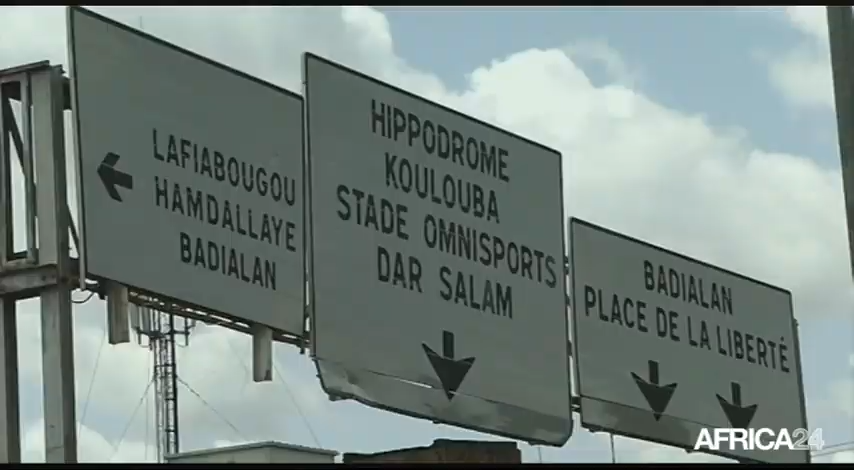 LAFIABOUGOU
HAMDALLAYE
BADIALAN
HIPPODROME
KOULOUBA
STADE OMNISPORTS
DAR SALAM
BADIALAN
PLACE DE LA LIBERTÉ
AFRICA24